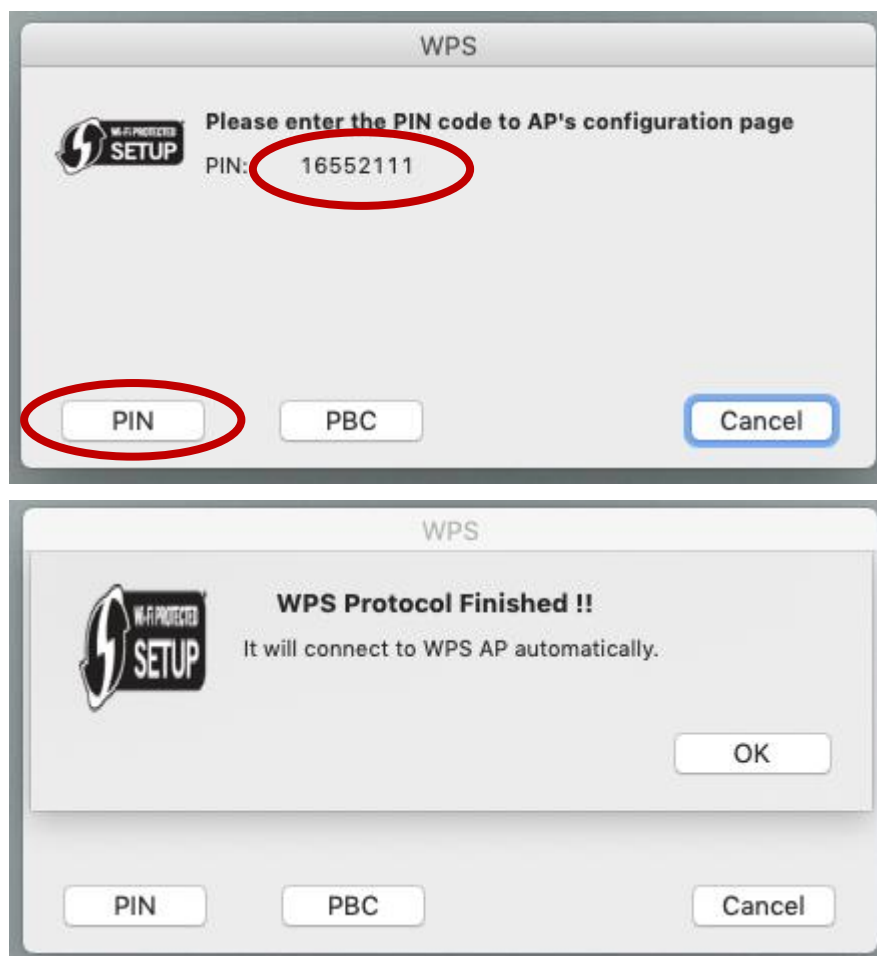 WPS
WI-FI PROTECTED
SETUP
Please enter the PIN code to AP's configuration page
PIN: 16552111
PIN PBC Cancel
WPS
WI-FI PROTECTED
SETUP
WPS Protocol Finished !!
It will connect to WPS AP automatically.
OK
PIN PBC Cancel